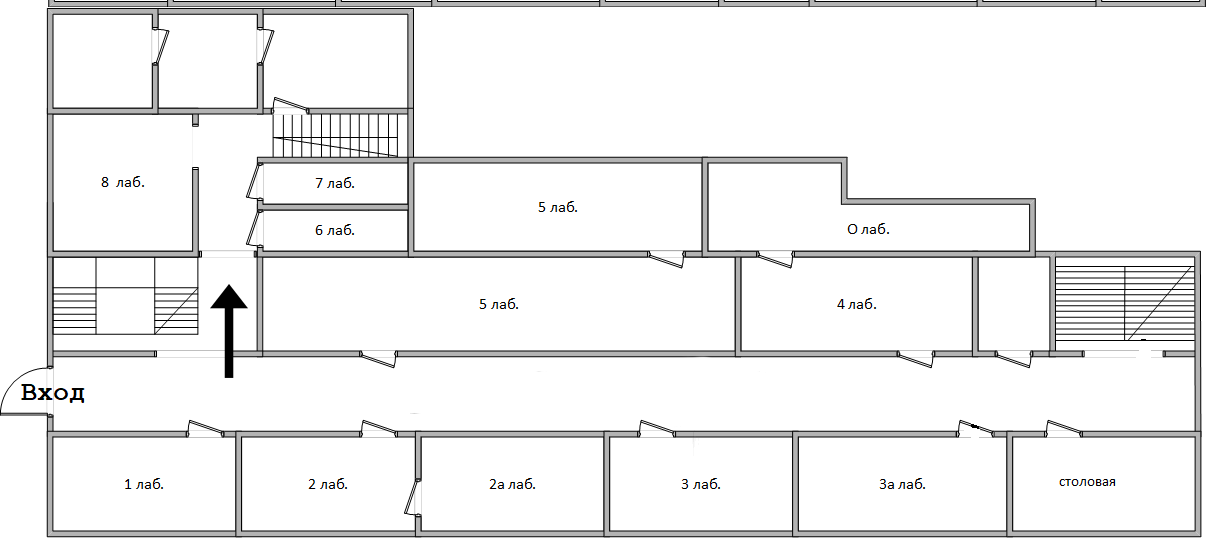 8 лаб.
7 лаб.
6 лаб.
5 лаб.
О лаб.
5 лаб.
4 лаб.
Вход
1 лаб.
2 лаб.
2а лаб.
3 лаб.
3а лаб.
столовая